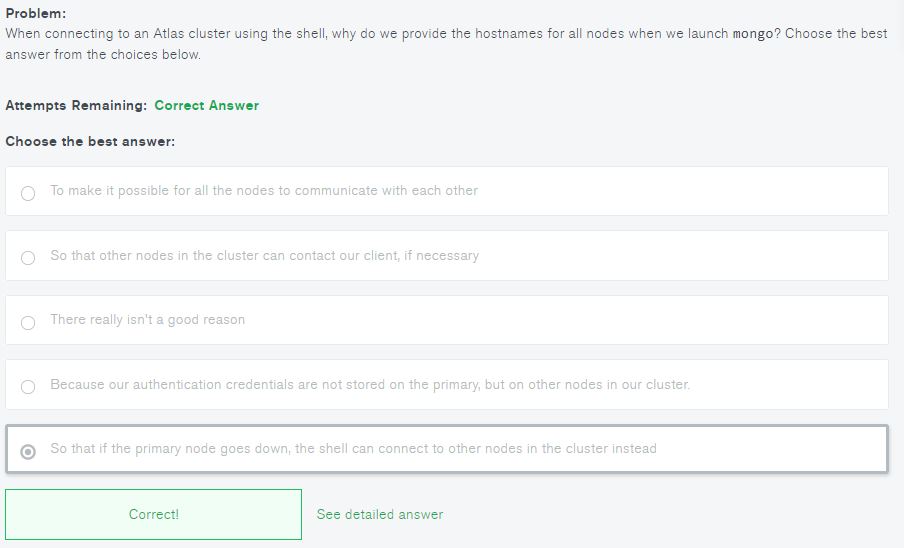 Problem:
When connecting to an Atlas cluster using the shell, why do we provide the hostnames for all nodes when we launch mongo? Choose the best
answer from the choices below.
Attempts Remaining: Correct Answer
Choose the best answer:
To make it possible for all the nodes to communicate with each other
So that other nodes in the cluster can contact our client, if necessary
There really isn't a good reason
Because our authentication credentials are not stored on the primary, but on other nodes in our cluster.
So that if the primary node goes down, the shell can connect to other nodes in the cluster instead
Correct! See detailed answer